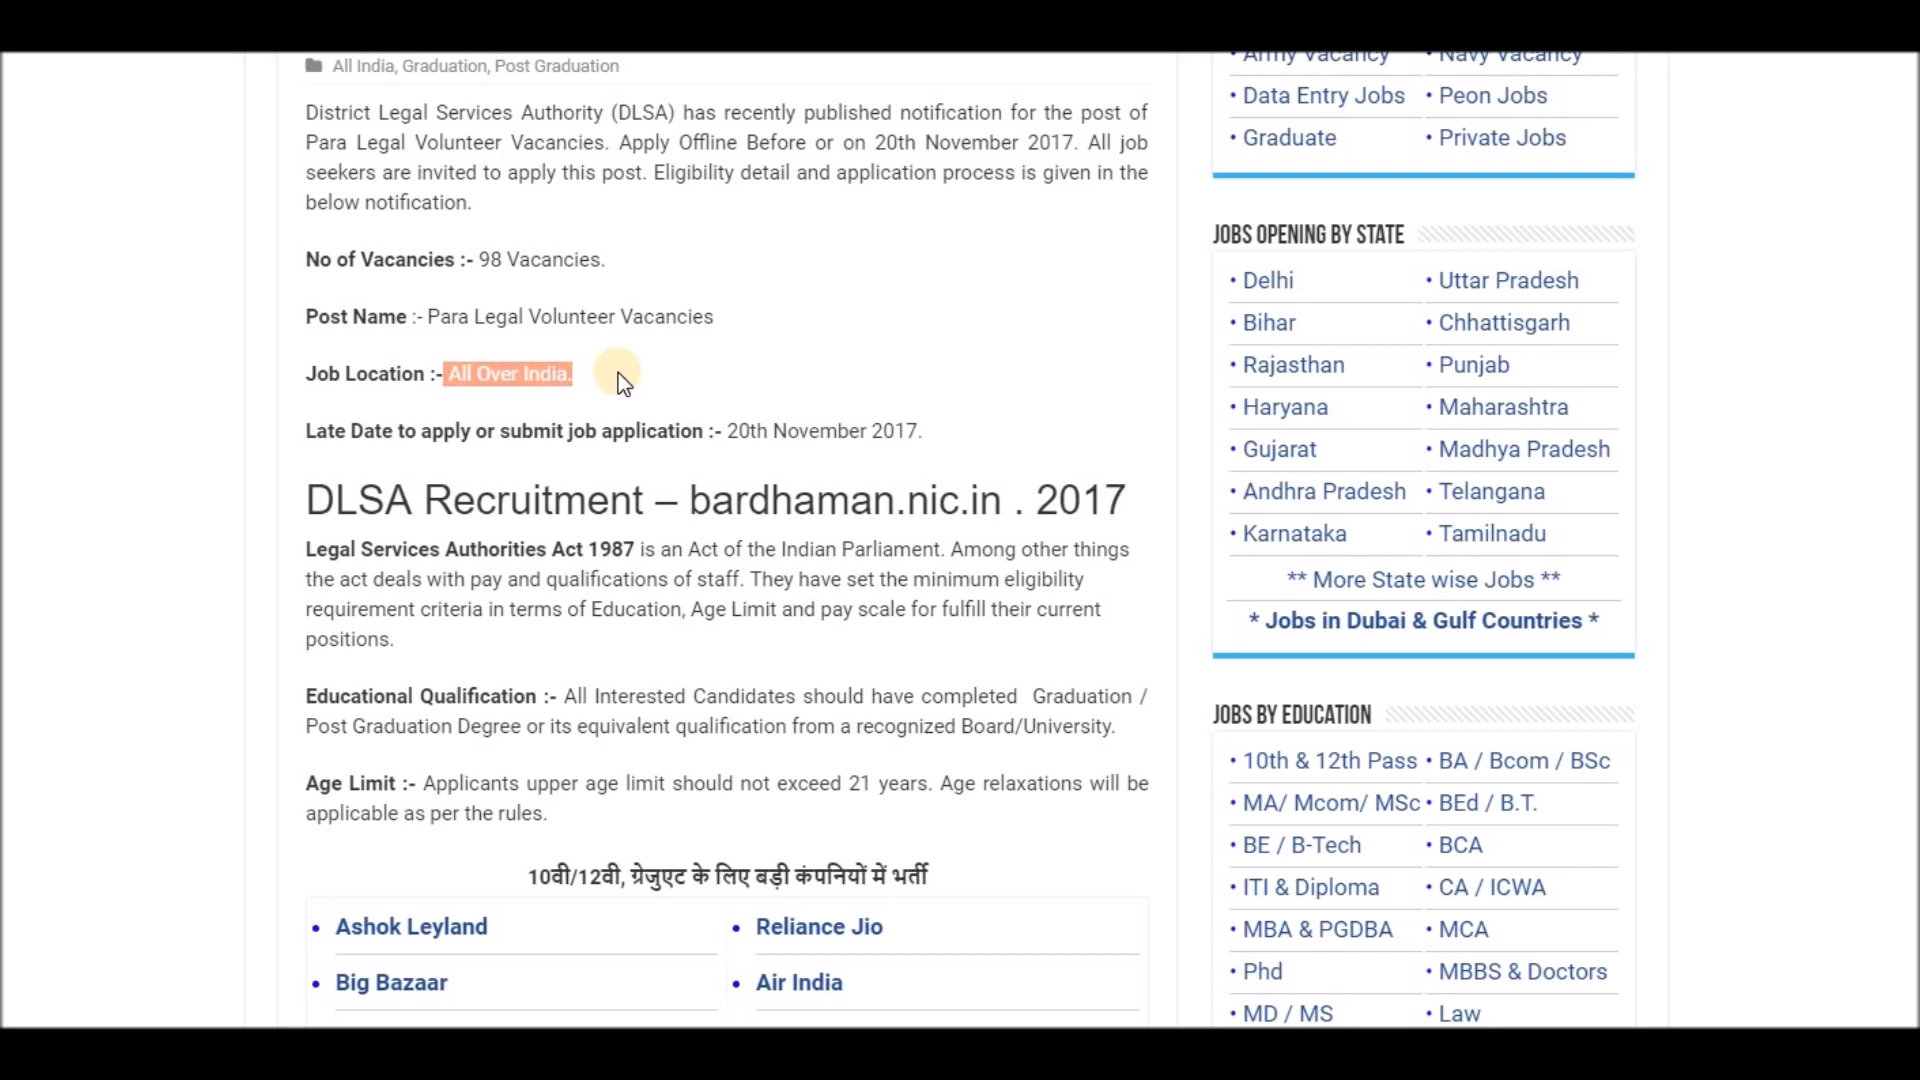 All India, Graduation, Post Graduation
District Legal Services Authority (DLSA) has recently published notification for the post of
Para Legal Volunteer Vacancies. Apply Offline Before or on 20th November 2017. All job
seekers are invited to apply this post. Eligibility detail and application process is given in the
below notification.
No of Vacancies :- 98 Vacancies.
Post Name :- Para Legal Volunteer Vacancies
Job Location :- All Over India.
Late Date to apply or submit job application :- 20th November 2017.
DLSA Recruitment – bardhaman.nic.in . 2017
Legal Services Authorities Act 1987 is an Act of the Indian Parliament. Among other things
the act deals with pay and qualifications of staff. They have set the minimum eligibility
requirement criteria in terms of Education, Age Limit and pay scale for fulfill their current
positions.
Educational Qualification :- All Interested Candidates should have completed Graduation /
Post Graduation Degree or its equivalent qualification from a recognized Board/University.
Age Limit :- Applicants upper age limit should not exceed 21 years. Age relaxations will be
applicable as per the rules.
10वी/12वी, ग्रेजुएट के लिए बड़ी कंपनियों में भर्ती
• Ashok Leyland • Reliance Jio
• Big Bazaar • Air India
• Army Vacancy • Navy Vacancy
• Data Entry Jobs • Peon Jobs
• Graduate • Private Jobs
JOBS OPENING BY STATE
• Delhi • Uttar Pradesh
• Bihar • Chhattisgarh
• Rajasthan • Punjab
• Haryana • Maharashtra
• Gujarat • Madhya Pradesh
• Andhra Pradesh • Telangana
• Karnataka • Tamilnadu
** More State wise Jobs **
* Jobs in Dubai & Gulf Countries *
JOBS BY EDUCATION
• 10th & 12th Pass • BA / Bcom / BSc
• MA/ Mcom/ MSc • BEd / B.T.
• BE / B-Tech • BCA
• ITI & Diploma • CA / ICWA
• MBA & PGDBA • MCA
• Phd • MBBS & Doctors
• MD / MS • Law